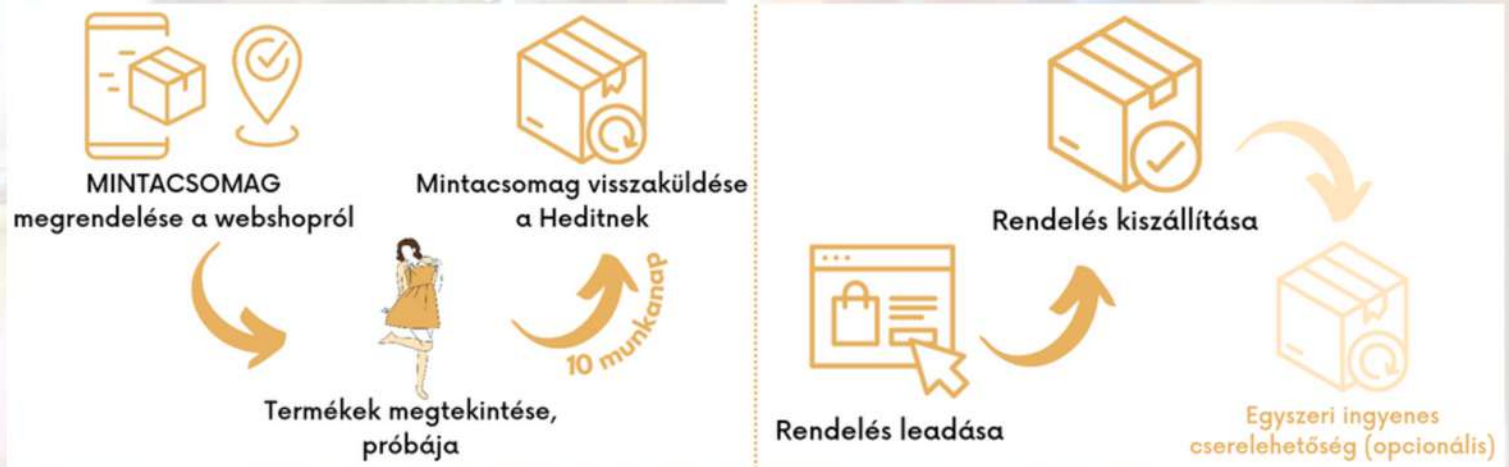 MINTACSOMAG
megrendelése a webshopról
Termékek megtekintése,
próbája
10 munkanap
Mintacsomag visszaküldése
a Heditnek
Rendelés leadása
Rendelés kiszállítása
Egyszeri ingyenes
cserelehetőség (opcionális)